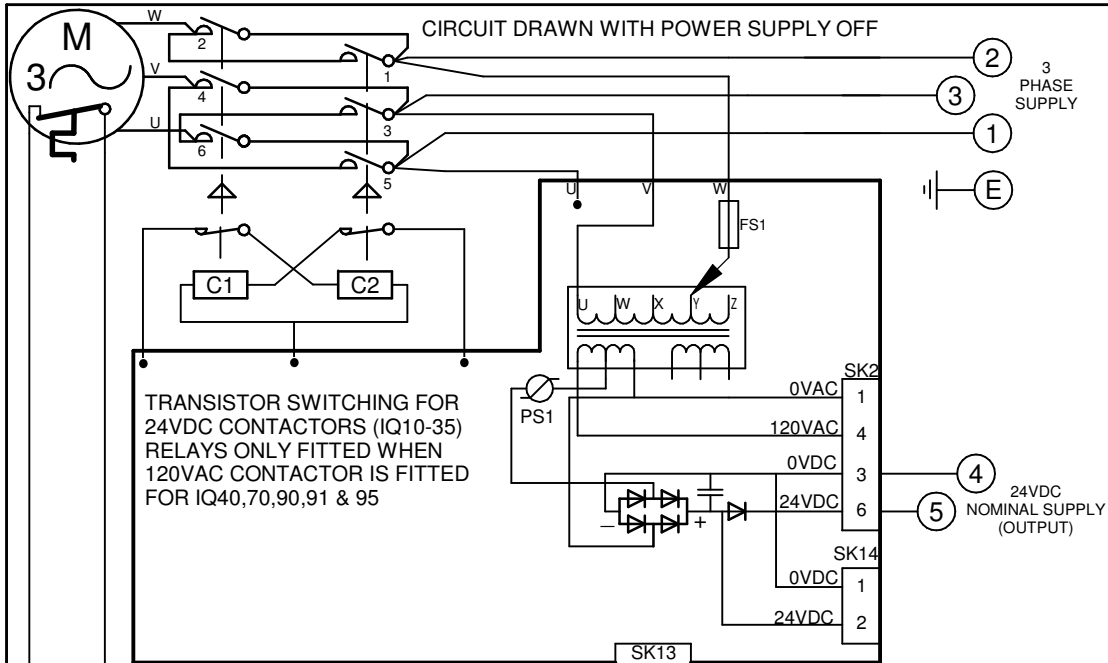 CIRCUIT DRAWN WITH POWER SUPPLY OFF
W
M
3
V
U
2
1
4
3
6
5
2
3
1
E
3
PHASE
SUPPLY
C1
C2
U
V
W
FS1
U
W
X
Y
Z
PS1
TRANSISTOR SWITCHING FOR
24VDC CONTACTORS (IQ10-35)
RELAYS ONLY FITTED WHEN
120VAC CONTACTOR IS FITTED
FOR IQ40,70,90,91 & 95
SK2
0VAC
1
120VAC
4
0VDC
3
24VDC
6
4
5
24VDC
NOMINAL SUPPLY
(OUTPUT)
–
+
SK14
0VDC
1
24VDC
2
SK13